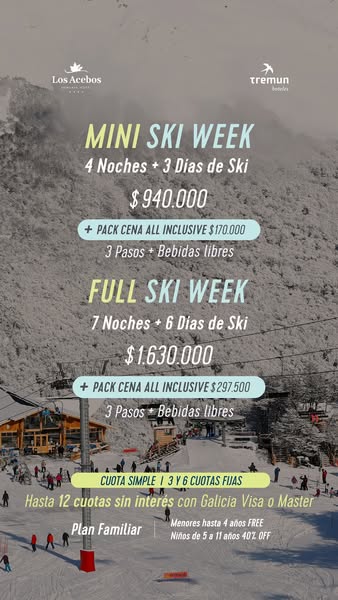 Los Acebos
tremun
hoteles
MINI SKI WEEK
4 Noches + 3 Dias de Ski
$940.000
+ PACK CENA ALL INCLUSIVE $170.000
3 Pasos + Bebidas libres
FULL SKI WEEK
7 Noches + 6 Dias de Ski
$1.630.000
+ PACK CENA ALL INCLUSIVE $297.500
3 Pasos + Bebidas libres
CUOTA SIMPLE | 3 Y 6 CUOTAS FIJAS
Hasta 12 cuotas sin interés con Galicia Visa o Master
Plan Familiar
Menores hasta 4 años FREE
Niños de 5 a 11 años 40% OFF